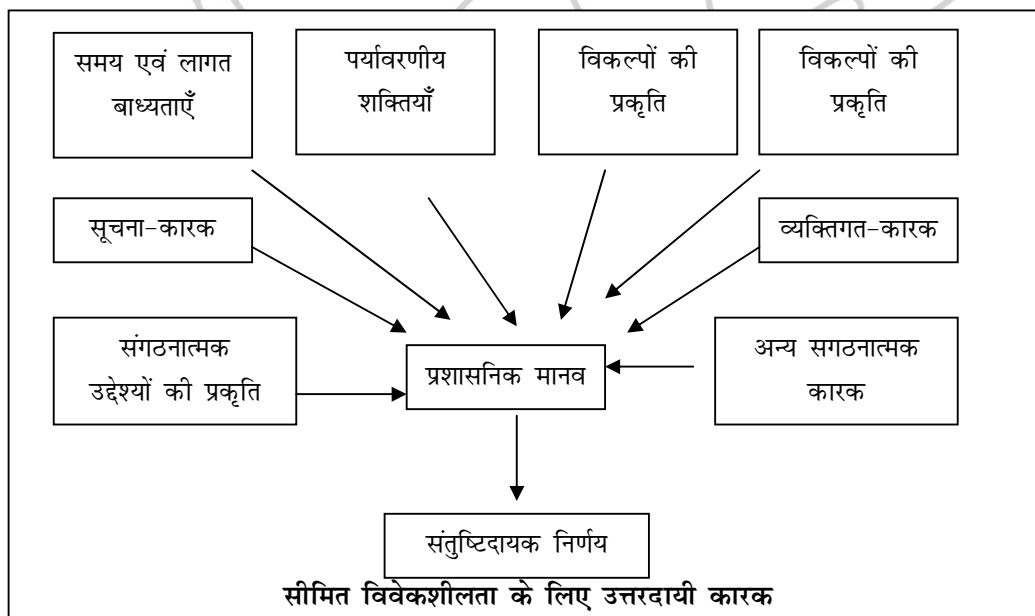 समय एवं लागत
बाध्यताएँ
पर्यावरणीय
शक्तियाँ
विकल्पों की
प्रकृति
विकल्पों की
प्रकृति
सूचना-कारक
व्यक्तिगत-कारक
संगठनात्मक
उद्देश्यों की प्रकृति
प्रशासनिक मानव
अन्य सगठनात्मक
कारक
संतुष्टिदायक निर्णय
सीमित विवेकशीलता के लिए उत्तरदायी कारक